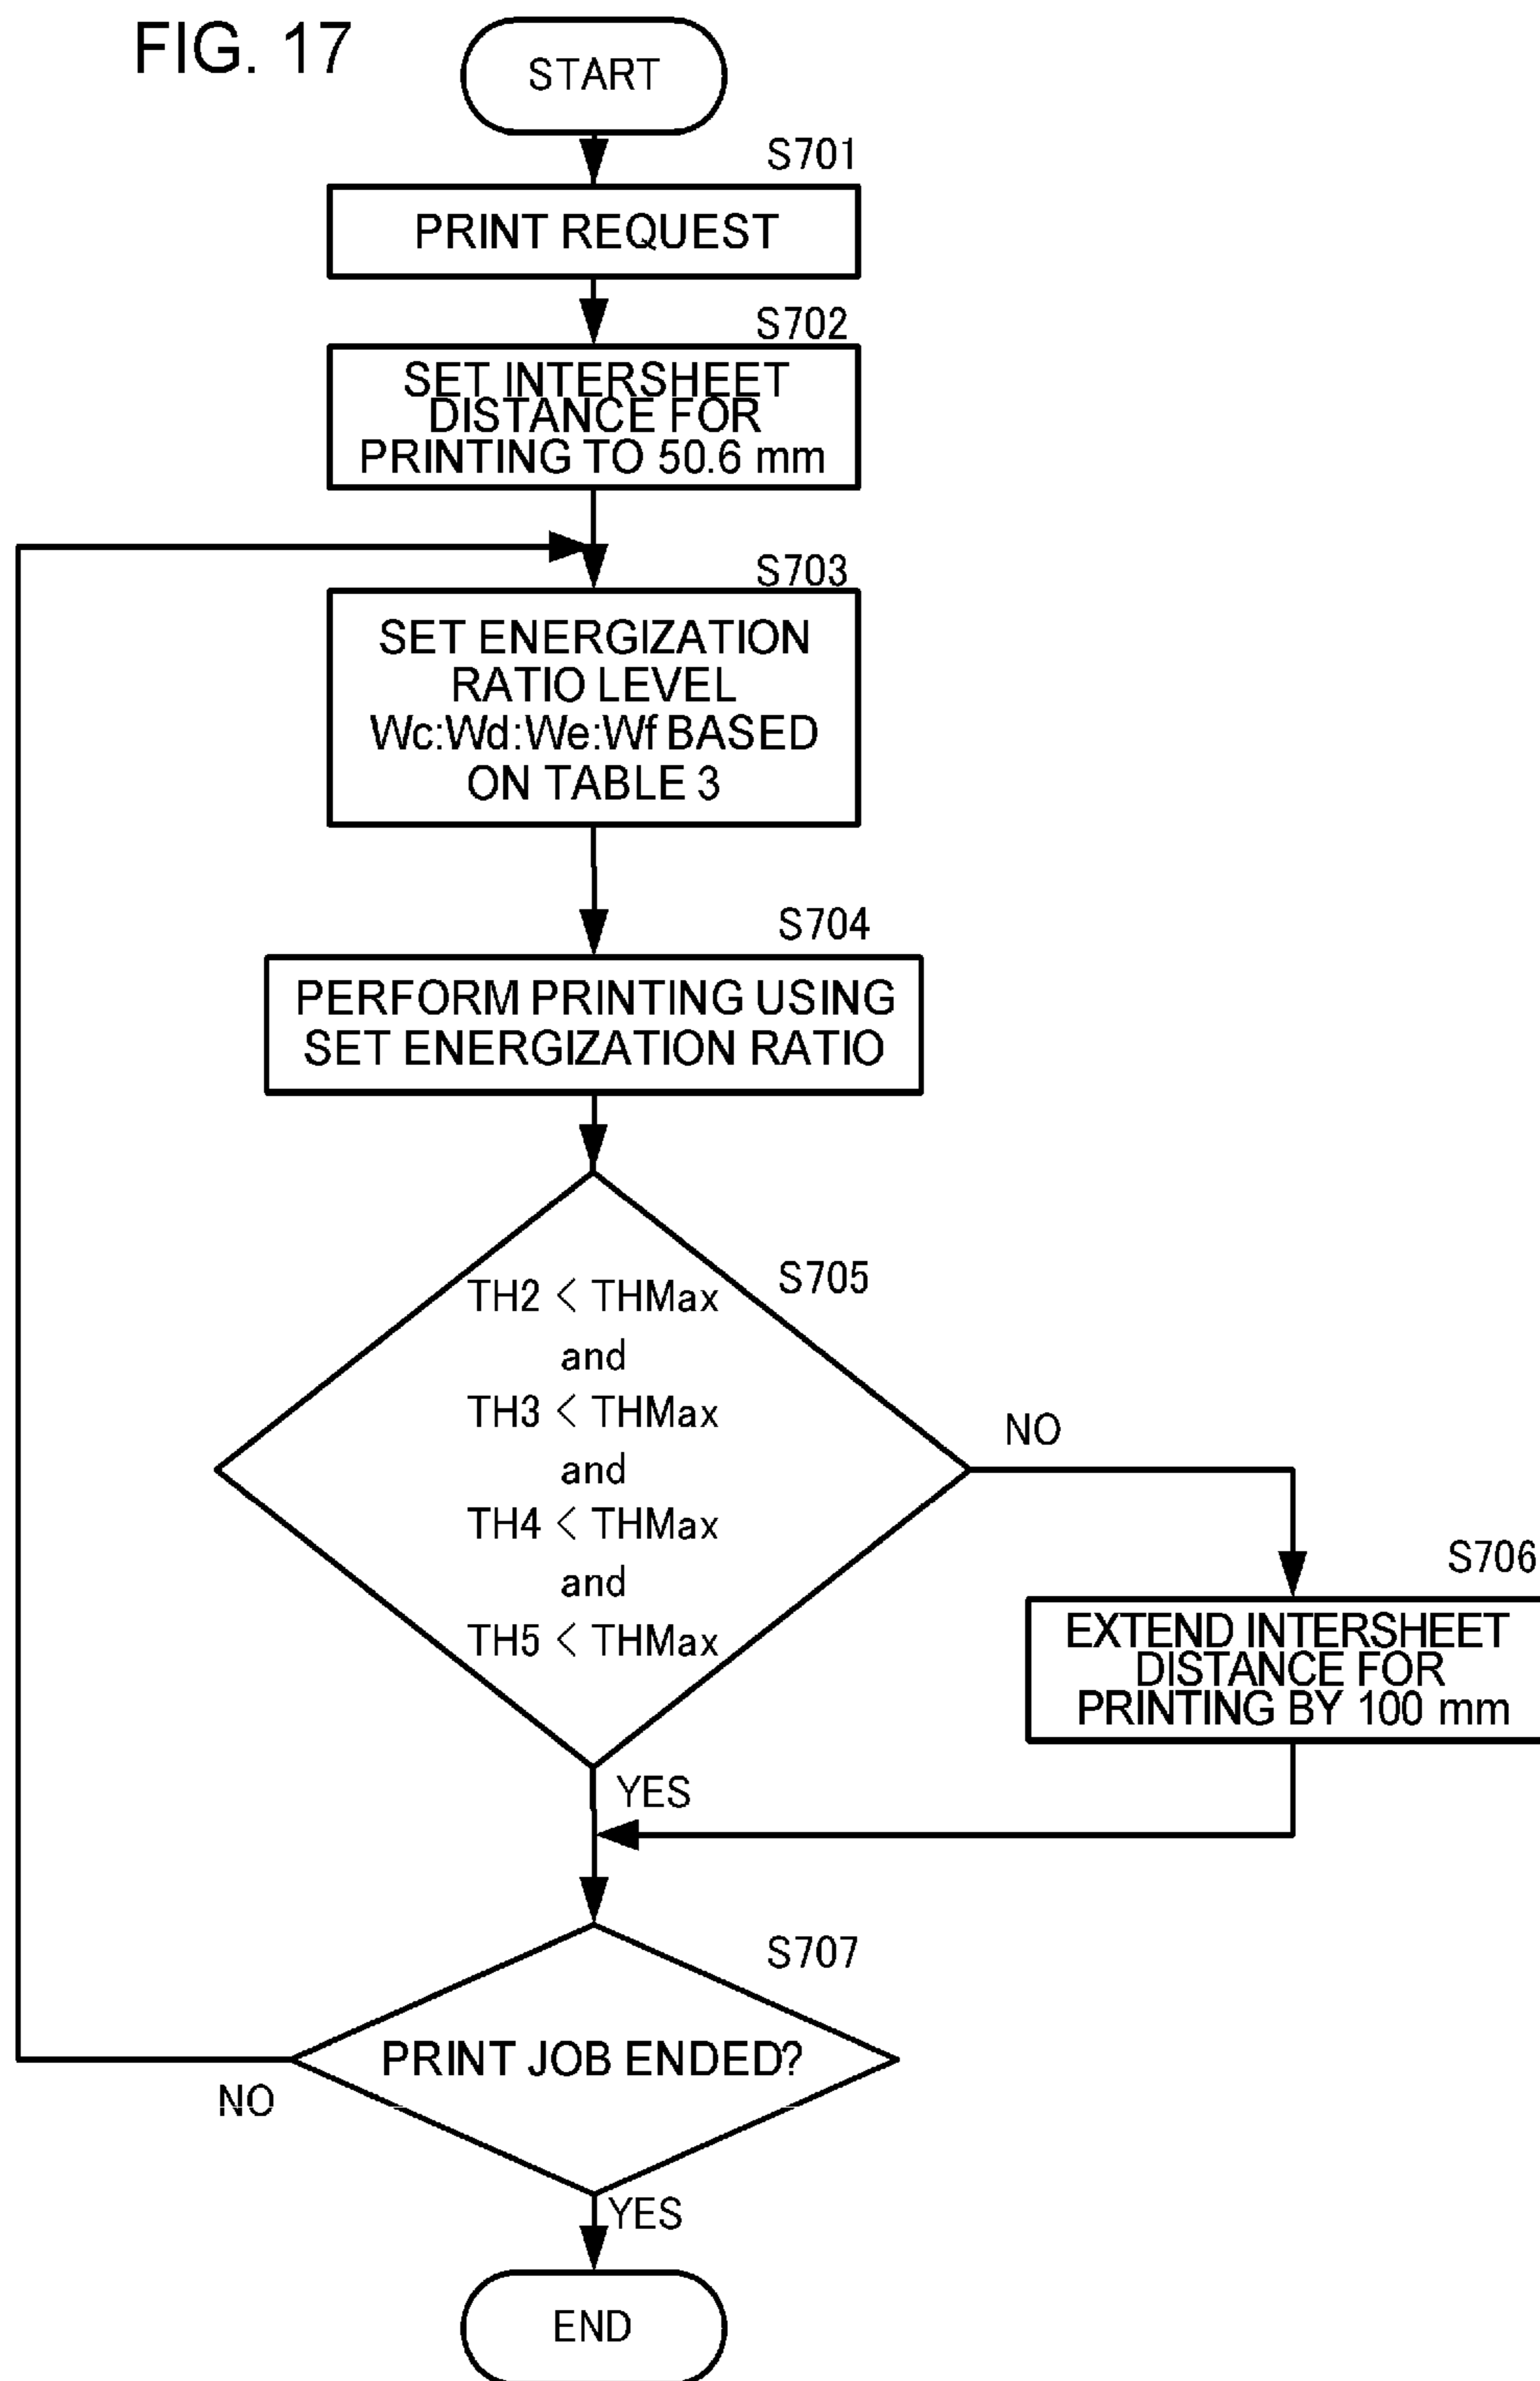 FIG. 17
START
S701
PRINT REQUEST
S702
SET INTERSHEET
DISTANCE FOR
PRINTING TO 50.6 mm
S703
SET ENERGIZATION
RATIO LEVEL
Wc:Wd:We:Wf BASED
ON TABLE 3
S704
PERFORM PRINTING USING
SET ENERGIZATION RATIO
S705
TH2 < THMax
and
TH3 < THMax
and
TH4 < THMax
and
TH5 < THMax
NO
S706
EXTEND INTERSHEET
DISTANCE FOR
PRINTING BY 100 mm
YES
S707
PRINT JOB ENDED?
NO
YES
END